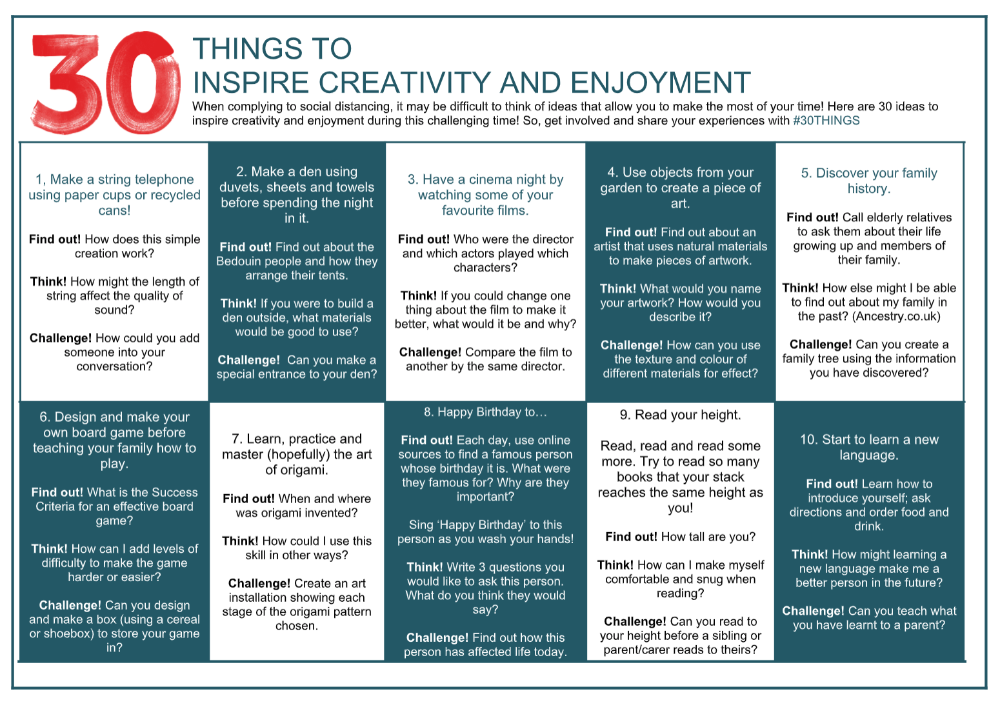 30
THINGS TO
INSPIRE CREATIVITY AND ENJOYMENT
When complying to social distancing, it may be difficult to think of ideas that allow you to make the most of your time! Here are 30 ideas to
inspire creativity and enjoyment during this challenging time! So, get involved and share your experiences with #30THINGS
1, Make a string telephone
using paper cups or recycled
cans!
Find out! How does this simple
creation work?
Think! How might the length of
string affect the quality of
sound?
Challenge! How could you add
someone into your
conversation?
2. Make a den using
duvets, sheets and towels
before spending the night
in it.
Find out! Find out about the
Bedouin people and how they
arrange their tents.
Think! If you were to build a
den outside, what materials
would be good to use?
Challenge!  Can you make a
special entrance to your den?
3. Have a cinema night by
watching some of your
favourite films.
Find out! Who were the director
and which actors played which
characters?
Think! If you could change one
thing about the film to make it
better, what would it be and why?
Challenge! Compare the film to
another by the same director.
4. Use objects from your
garden to create a piece of
art.
Find out! Find out about an
artist that uses natural materials
to make pieces of artwork.
Think! What would you name
your artwork? How would you
describe it?
Challenge! How can you use
the texture and colour of
different materials for effect?
5. Discover your family
history.
Find out! Call elderly relatives
to ask them about their life
growing up and members of
their family.
Think! How else might I be able
to find out about my family in
the past? (Ancestry.co.uk)
Challenge! Can you create a
family tree using the information
you have discovered?
6. Design and make your
own board game before
teaching your family how to
play.
Find out! What is the Success
Criteria for an effective board
game?
Think! How can I add levels of
difficulty to make the game
harder or easier?
Challenge! Can you design
and make a box (using a cereal
or shoebox) to store your game
in?
7. Learn, practice and
master (hopefully) the art
of origami.
Find out! When and where
was origami invented?
Think! How could I use this
skill in other ways?
Challenge! Create an art
installation showing each
stage of the origami pattern
chosen.
8. Happy Birthday to…
Find out! Each day, use online
sources to find a famous person
whose birthday it is. What were
they famous for? Why are they
important?
Sing ‘Happy Birthday’ to this
person as you wash your hands!
Think! Write 3 questions you
would like to ask this person.
What do you think they would
say?
Challenge! Find out how this
person has affected life today.
9. Read your height.
Read, read and read some
more. Try to read so many
books that your stack
reaches the same height as
you!
Find out! How tall are you?
Think! How can I make myself
comfortable and snug when
reading?
Challenge! Can you read to
your height before a sibling or
parent/carer reads to theirs?
10. Start to learn a new
language.
Find out! Learn how to
introduce yourself; ask
directions and order food and
drink.
Think! How might learning a
new language make me a
better person in the future?
Challenge! Can you teach what
you have learnt to a parent?